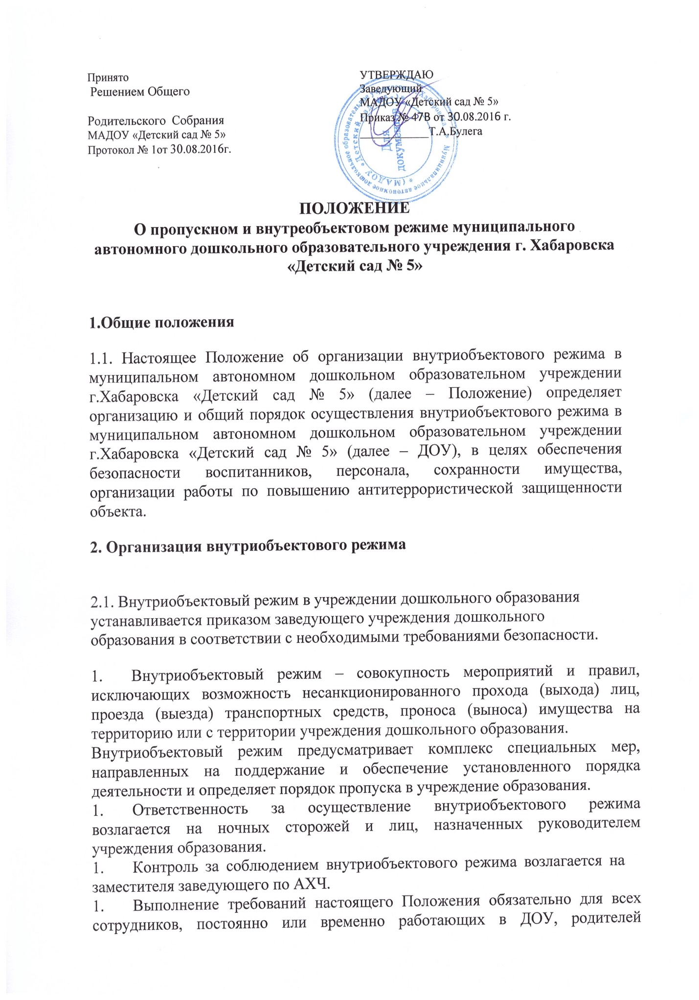 Принято
Решением Общего
Родительского Собрания
МАДОУ «Детский сад № 5»
Протокол № 1от 30.08.2016г.
УТВЕРЖДАЮ
Заведующий
МАДОУ «Детский сад № 5»
Приказ № 47В от 30.08.2016 г.
____________Т.А.Булега
Для
документов
ПОЛОЖЕНИЕ
О пропускном и внутреобъектовом режиме муниципального
автономного дошкольного образовательного учреждения г. Хабаровска
«Детский сад № 5»
1.Общие положения
1.1. Настоящее Положение об организации внутриобъектового режима в
муниципальном автономном дошкольном образовательном учреждении
г.Хабаровска «Детский сад № 5» (далее – Положение) определяет
организацию и общий порядок осуществления внутриобъектового режима в
муниципальном автономном дошкольном образовательном учреждении
г.Хабаровска «Детский сад № 5» (далее – ДОУ), в целях обеспечения
безопасности воспитанников, персонала, сохранности имущества,
организации работы по повышению антитеррористической защищенности
объекта.
2. Организация внутриобъектового режима
2.1. Внутриобъектовый режим в учреждении дошкольного образования
устанавливается приказом заведующего учреждения дошкольного
образования в соответствии с необходимыми требованиями безопасности.
1. Внутриобъектовый режим – совокупность мероприятий и правил,
исключающих возможность несанкционированного прохода (выхода) лиц,
проезда (выезда) транспортных средств, проноса (выноса) имущества на
территорию или с территории учреждения дошкольного образования.
Внутриобъектовый режим предусматривает комплекс специальных мер,
направленных на поддержание и обеспечение установленного порядка
деятельности и определяет порядок пропуска в учреждение образования.
1. Ответственность за осуществление внутриобъектового режима
возлагается на ночных сторожей и лиц, назначенных руководителем
учреждения образования.
1. Контроль за соблюдением внутриобъектового режима возлагается на
заместителя заведующего по АХЧ.
1. Выполнение требований настоящего Положения обязательно для всех
сотрудников, постоянно или временно работающих в ДОУ, родителей